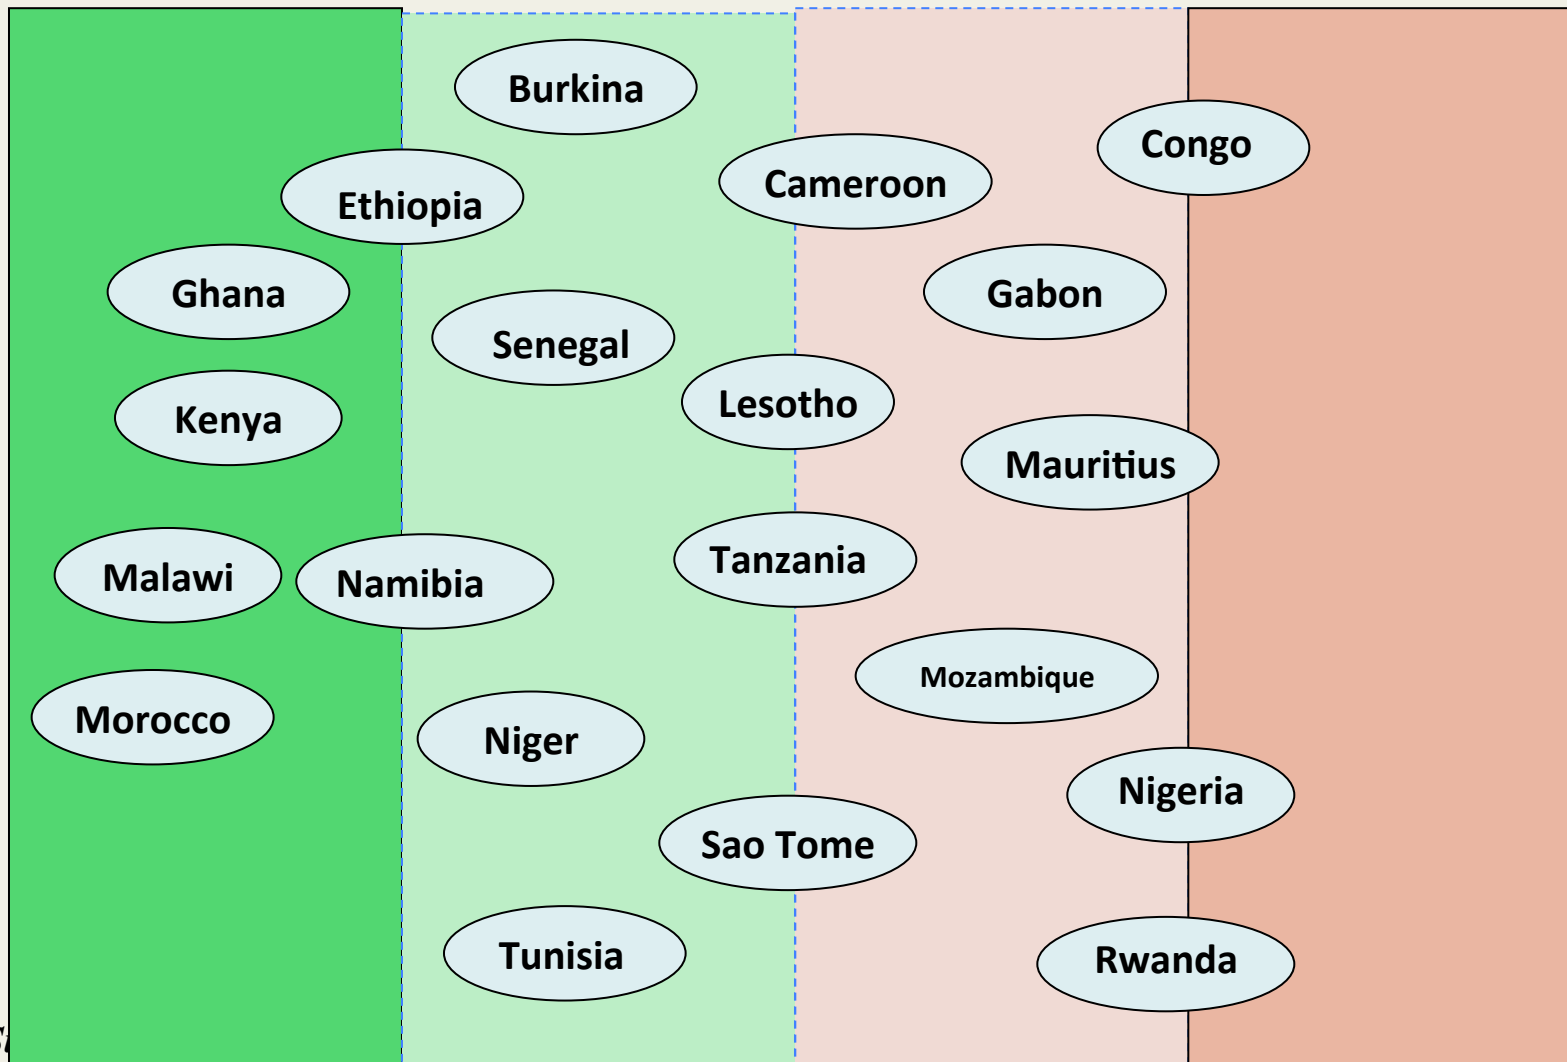 Burkina
Congo
Cameroon
Ethiopia
Ghana
Gabon
Senegal
Lesotho
Kenya
Mauritius
Tanzania
Malawi
Namibia
Mozambique
Morocco
Niger
Nigeria
Sao Tome
Tunisia
Rwanda